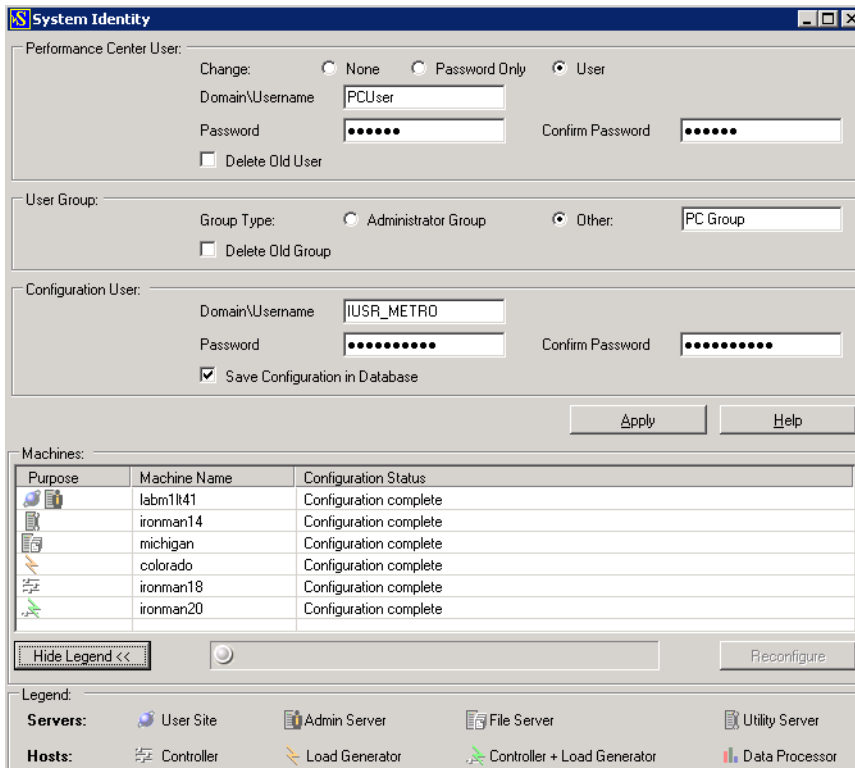 System Identity
Performance Center User:
Change: None Password Only User
Domain\Username PCUser
Password •••••• Confirm Password ••••••
Delete Old User
User Group:
Group Type: Administrator Group Other: PC Group
Delete Old Group
Configuration User:
Domain\Username IUSR_METRO
Password •••••••••• Confirm Password ••••••••••
Save Configuration in Database
Apply Help
Machines:
Purpose Machine Name Configuration Status
labm1lt41 Configuration complete
ironman14 Configuration complete
michigan Configuration complete
colorado Configuration complete
ironman18 Configuration complete
ironman20 Configuration complete
Hide Legend << Reconfigure
Legend:
Servers: User Site Admin Server File Server Utility Server
Hosts: Controller Load Generator Controller + Load Generator Data Processor